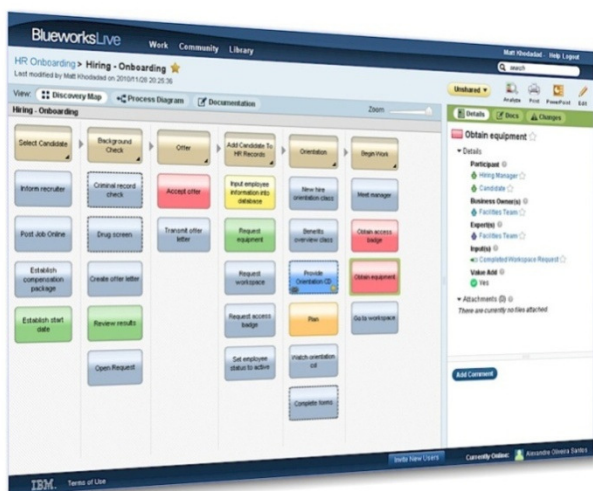 BlueworksLive
Work Community Library
Matt Khodadad Help Logout
HR Onboarding > Hiring - Onboarding
Last modified by Matt Khodadad on 2010/11/28 20:25:36
search
View: Discovery Map Process Diagram Documentation
Unshared
Analyze Print PowerPoint Edit
Hiring - Onboarding
Zoom
Details Docs Changes
Select Candidate
Inform recruiter
Post Job Online
Establish
compensation
package
Establish start
date
Background
Check
Criminal record
check
Drug screen
Create offer letter
Review results
Open Request
Offer
Accept offer
Transmit offer
letter
Add Candidate To
HR Records
Input employee
information into
database
Request
equipment
Request
workspace
Request access
badge
Set employee
status to active
Orientation
New hire
orientation class
Benefits
overview class
Provide
Orientation CD
Plan
Watch orientation
cd
Complete forms
Begin Work
Meet manager
Obtain access
badge
Obtain equipment
Go to workspace
Obtain equipment
Details
Participant
Hiring Manager
Candidate
Business Owner(s)
Facilities Team
Expert(s)
Facilities Team
Input(s)
Completed Workspace Request
Value Add
Yes
Attachments (0)
There are currently no files attached.
Add Comment
Invite New Users
Currently Online: Alexandre Oliveira Santos
IBM. Terms of Use